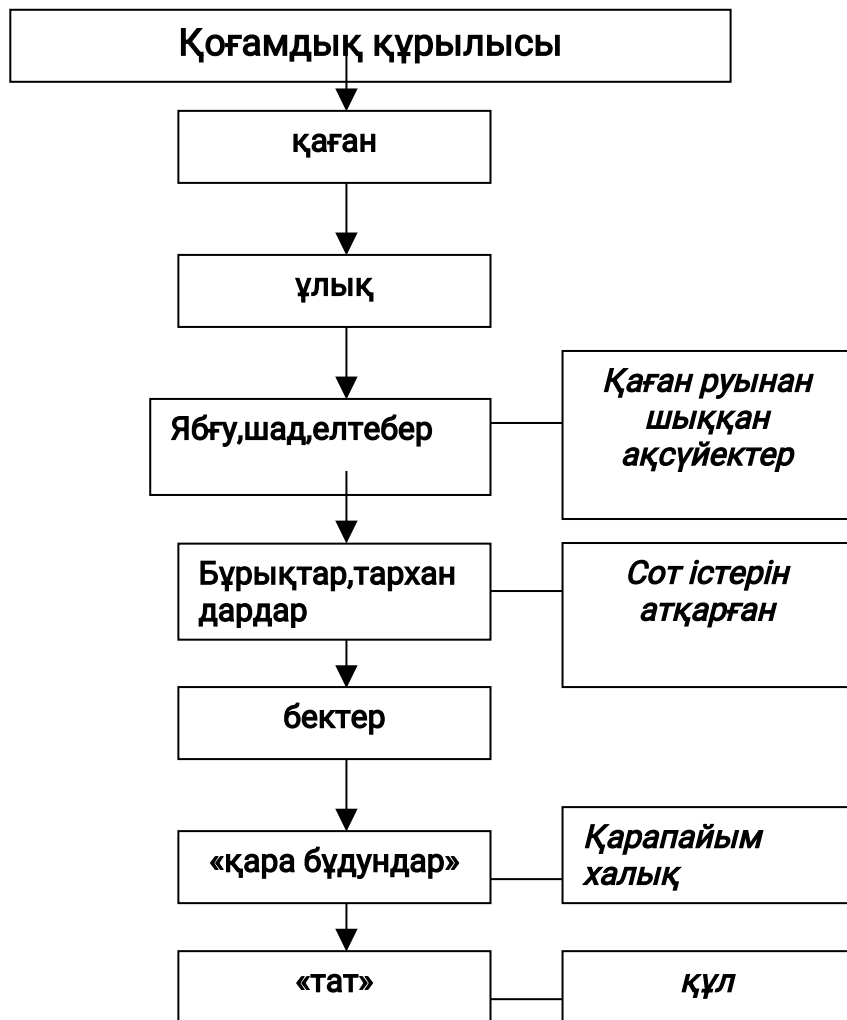 Қоғамдық құрылысы
қаған
ұлық
Ябғу,шад,елтебер
Қаған руынан
шыққан
ақсүйектер
Бұрықтар,тархан
дардар
Сот істерін
атқарған
бектер
«қара бұдундар»
Қарапайым
халық
«тат»
құл